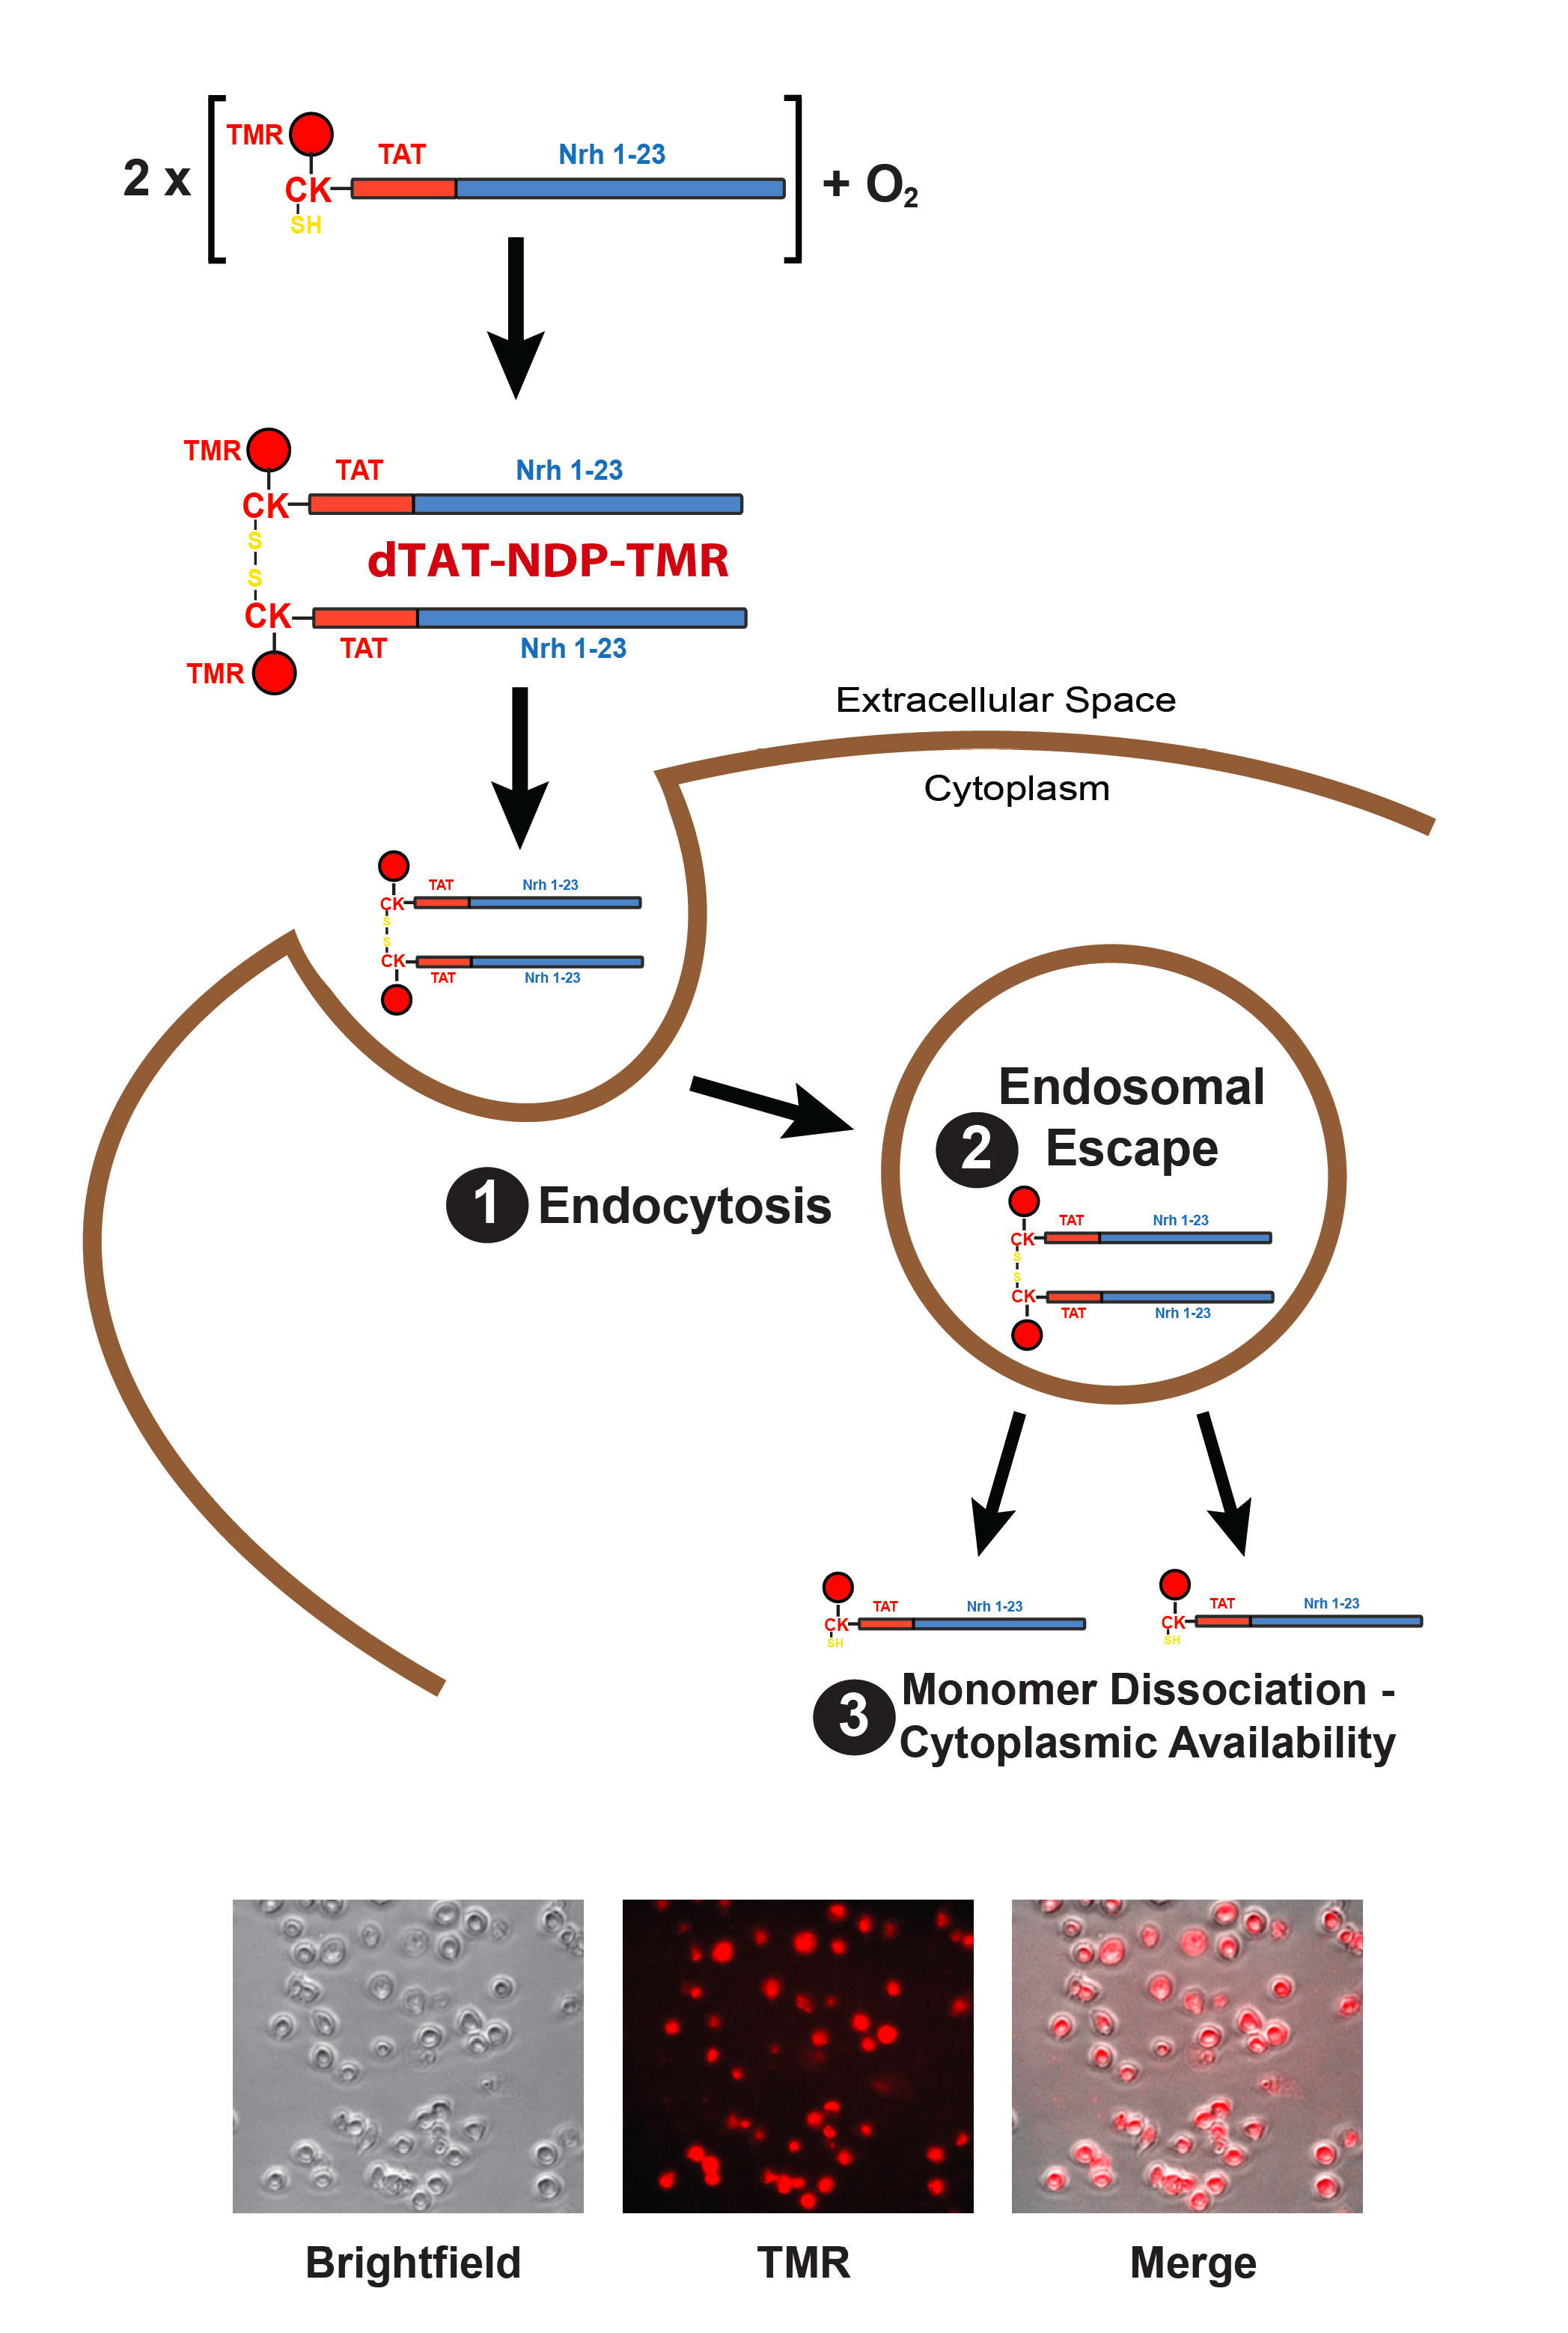 2 x
TMR
TAT
Nrh 1-23
CK
SH
+ O2
TMR
TAT
Nrh 1-23
CK
S
dTAT-NDP-TMR
S
CK
TAT
Nrh 1-23
TMR
Extracellular Space
Cytoplasm
TAT
Nrh 1-23
CK
S
S
CK
TAT
Nrh 1-23
1 Endocytosis
Endosomal
2 Escape
TAT
Nrh 1-23
CK
S
S
CK
TAT
Nrh 1-23
TAT
Nrh 1-23
CK
SH
TAT
Nrh 1-23
CK
SH
3 Monomer Dissociation -
Cytoplasmic Availability
Brightfield
TMR
Merge